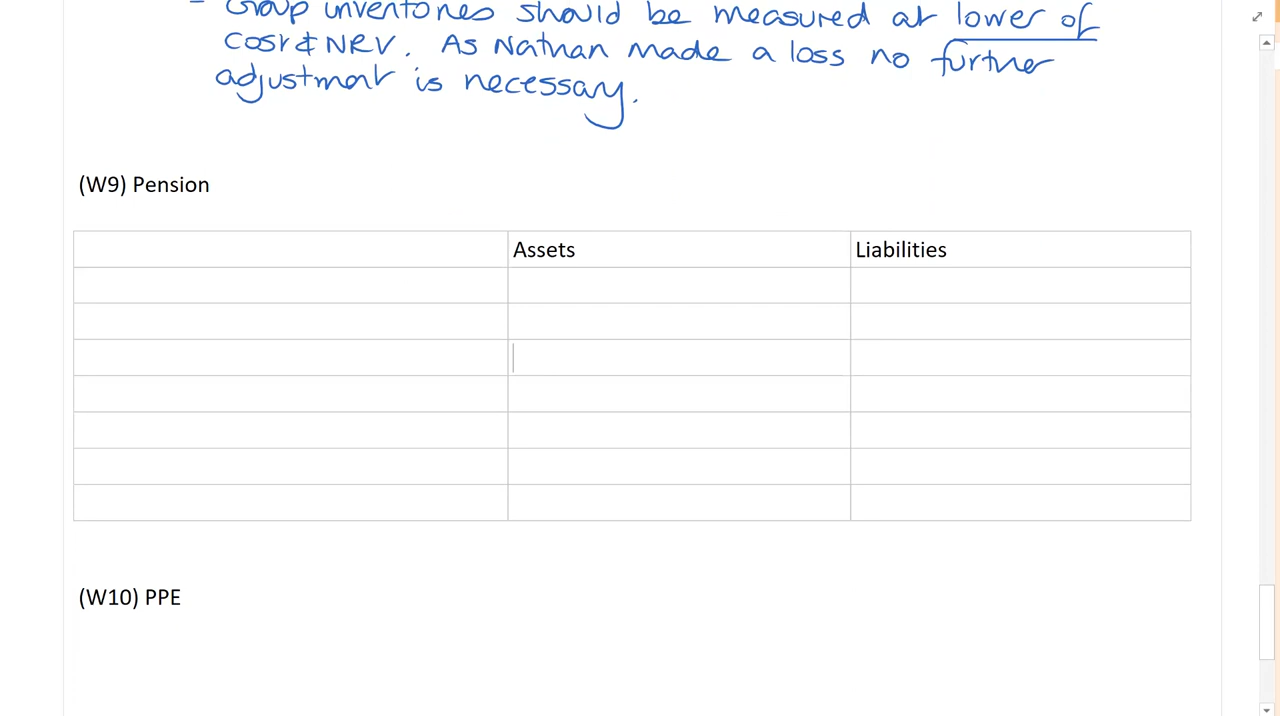 - Group inventories should be measured at lower of
cost & NRV. As Nathan made a loss no further
adjustment is necessay.
(W9) Pension
Assets Liabilities
(W10) PPE